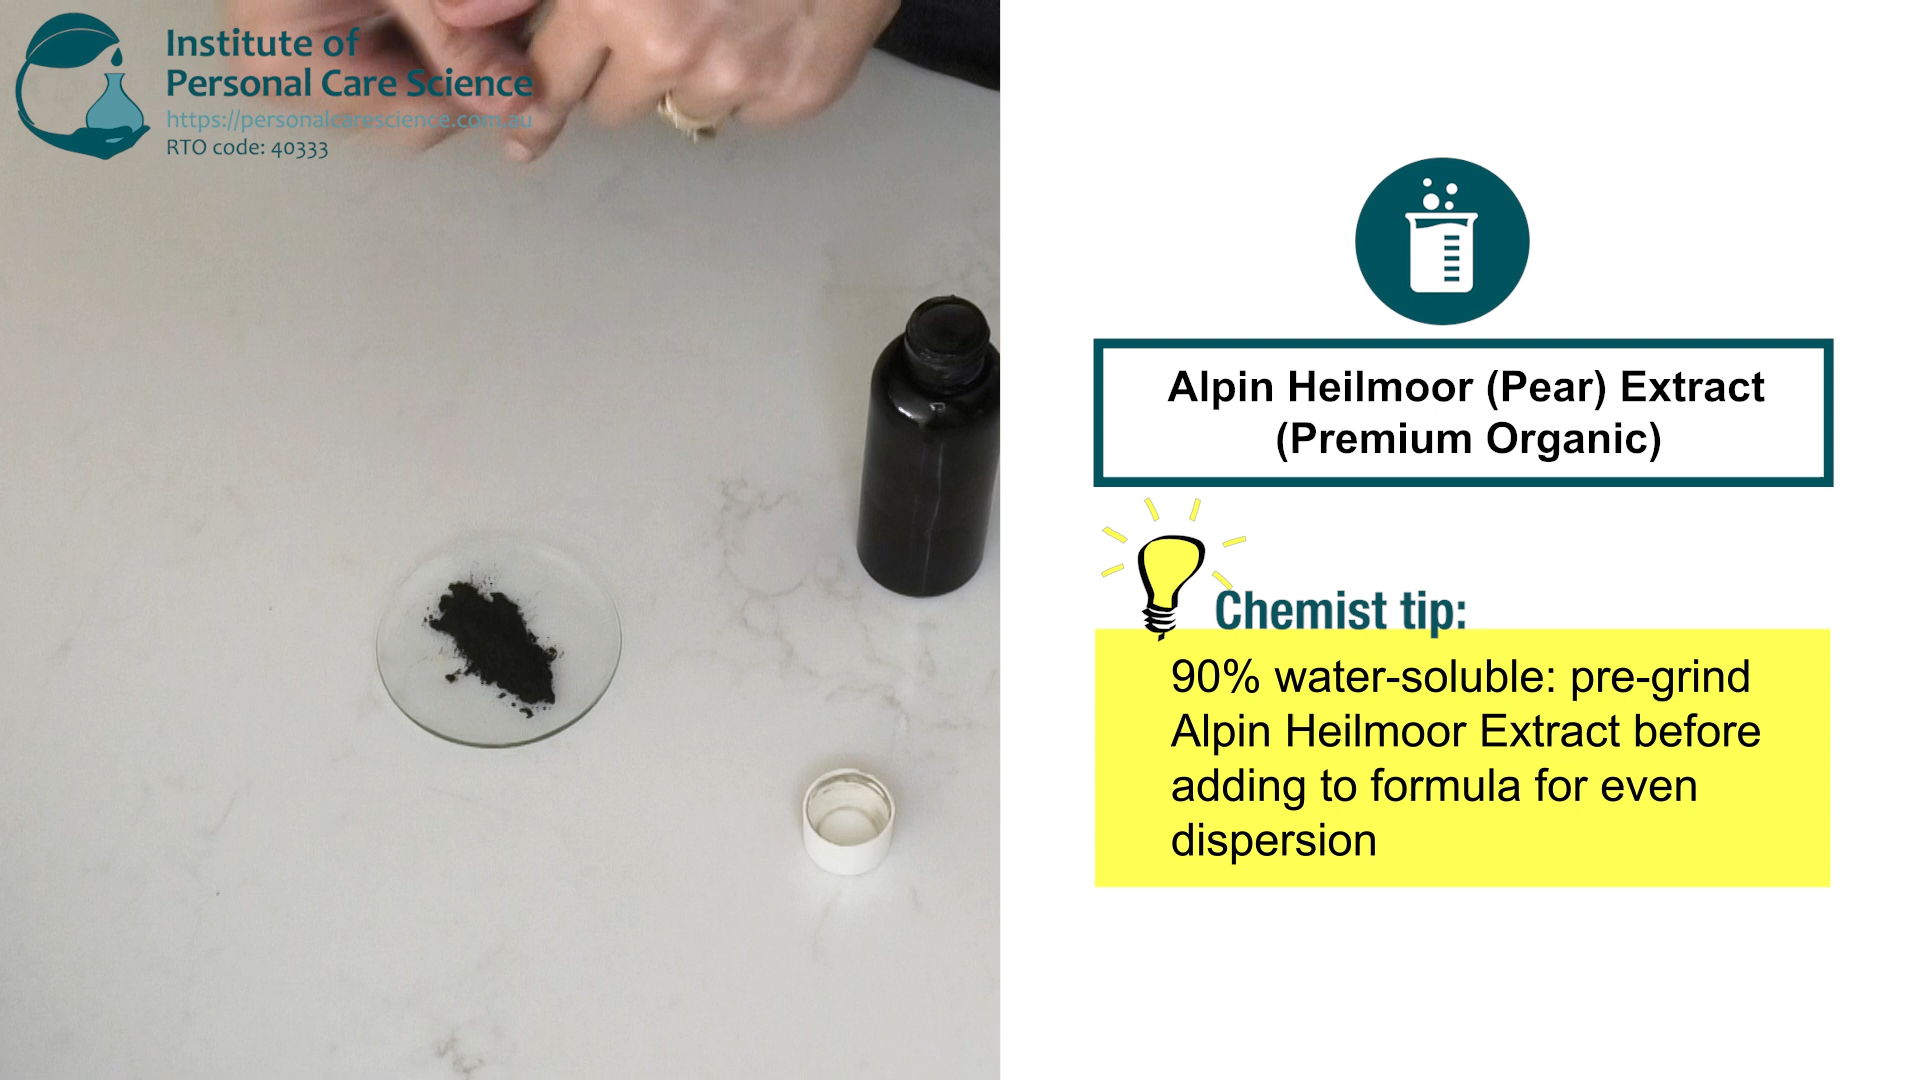 Institute of
Personal Care Science
https://personalcarescience.com.au
RTO code: 40333
Alpin Heilmoor (Pear) Extract
(Premium Organic)
Chemist tip:
90% water-soluble: pre-grind
Alpin Heilmoor Extract before
adding to formula for even
dispersion